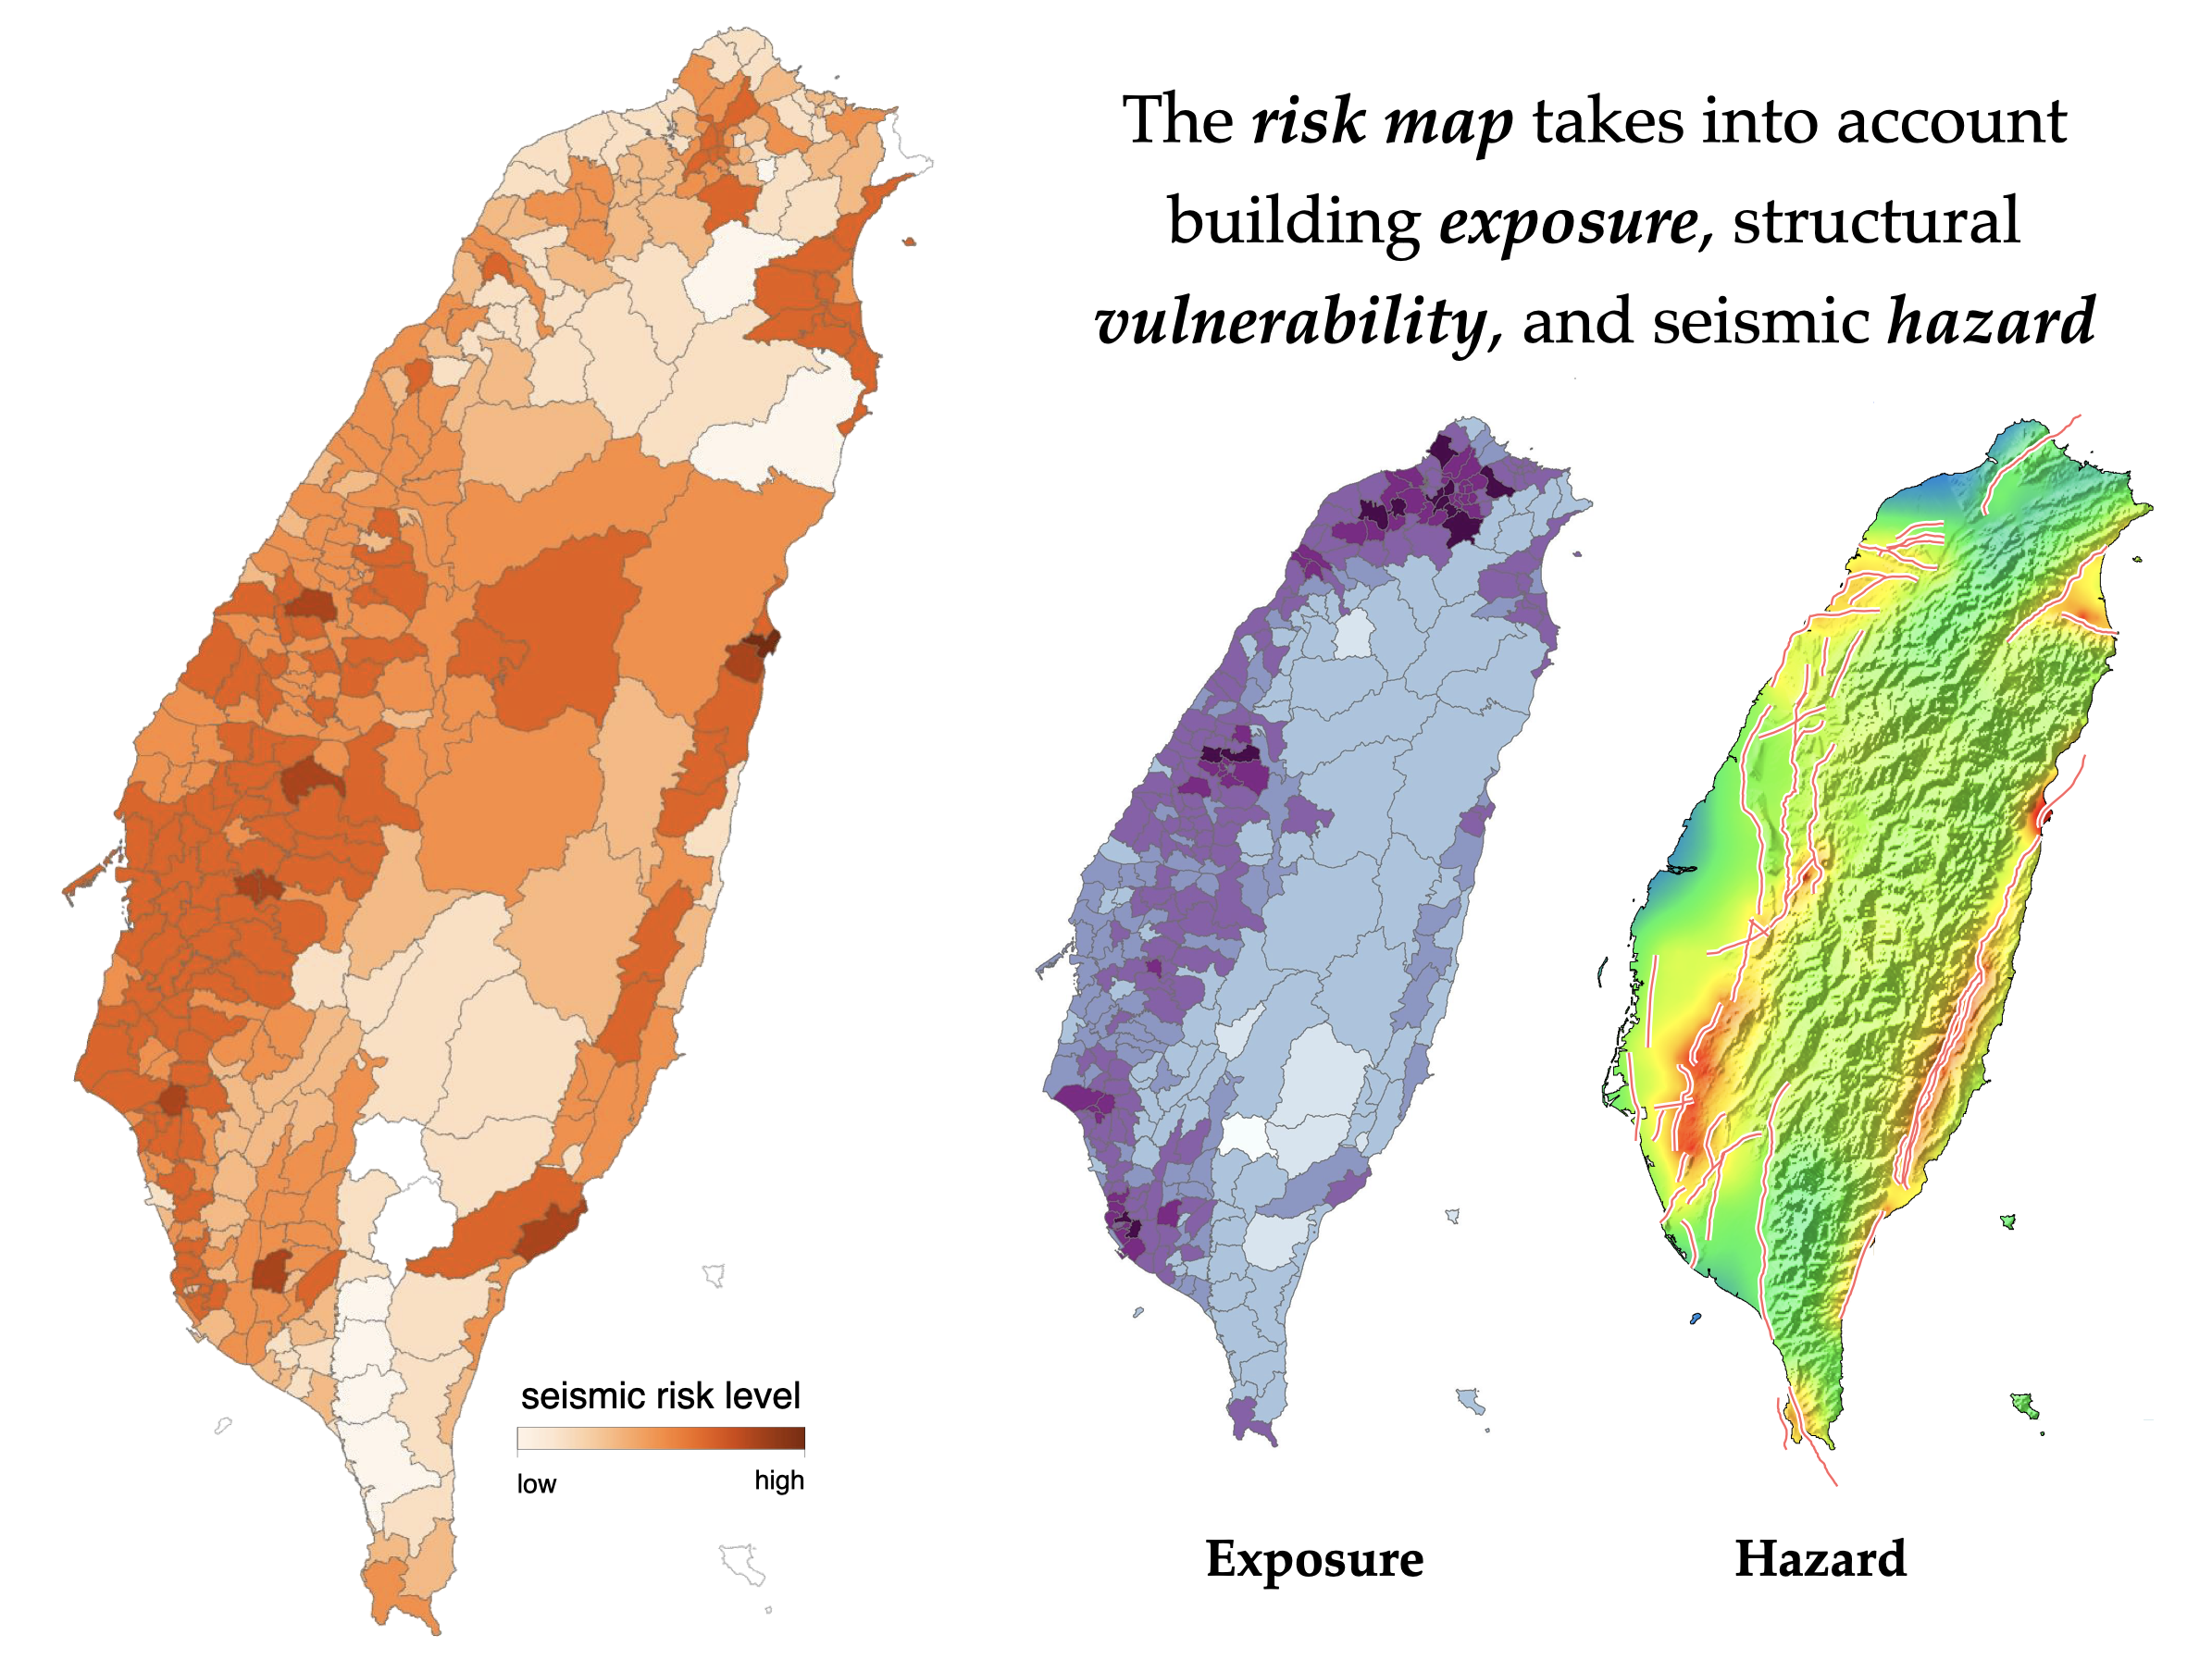 The risk map takes into account
building exposure, structural
vulnerability, and seismic hazard
seismic risk level
low high
Exposure Hazard